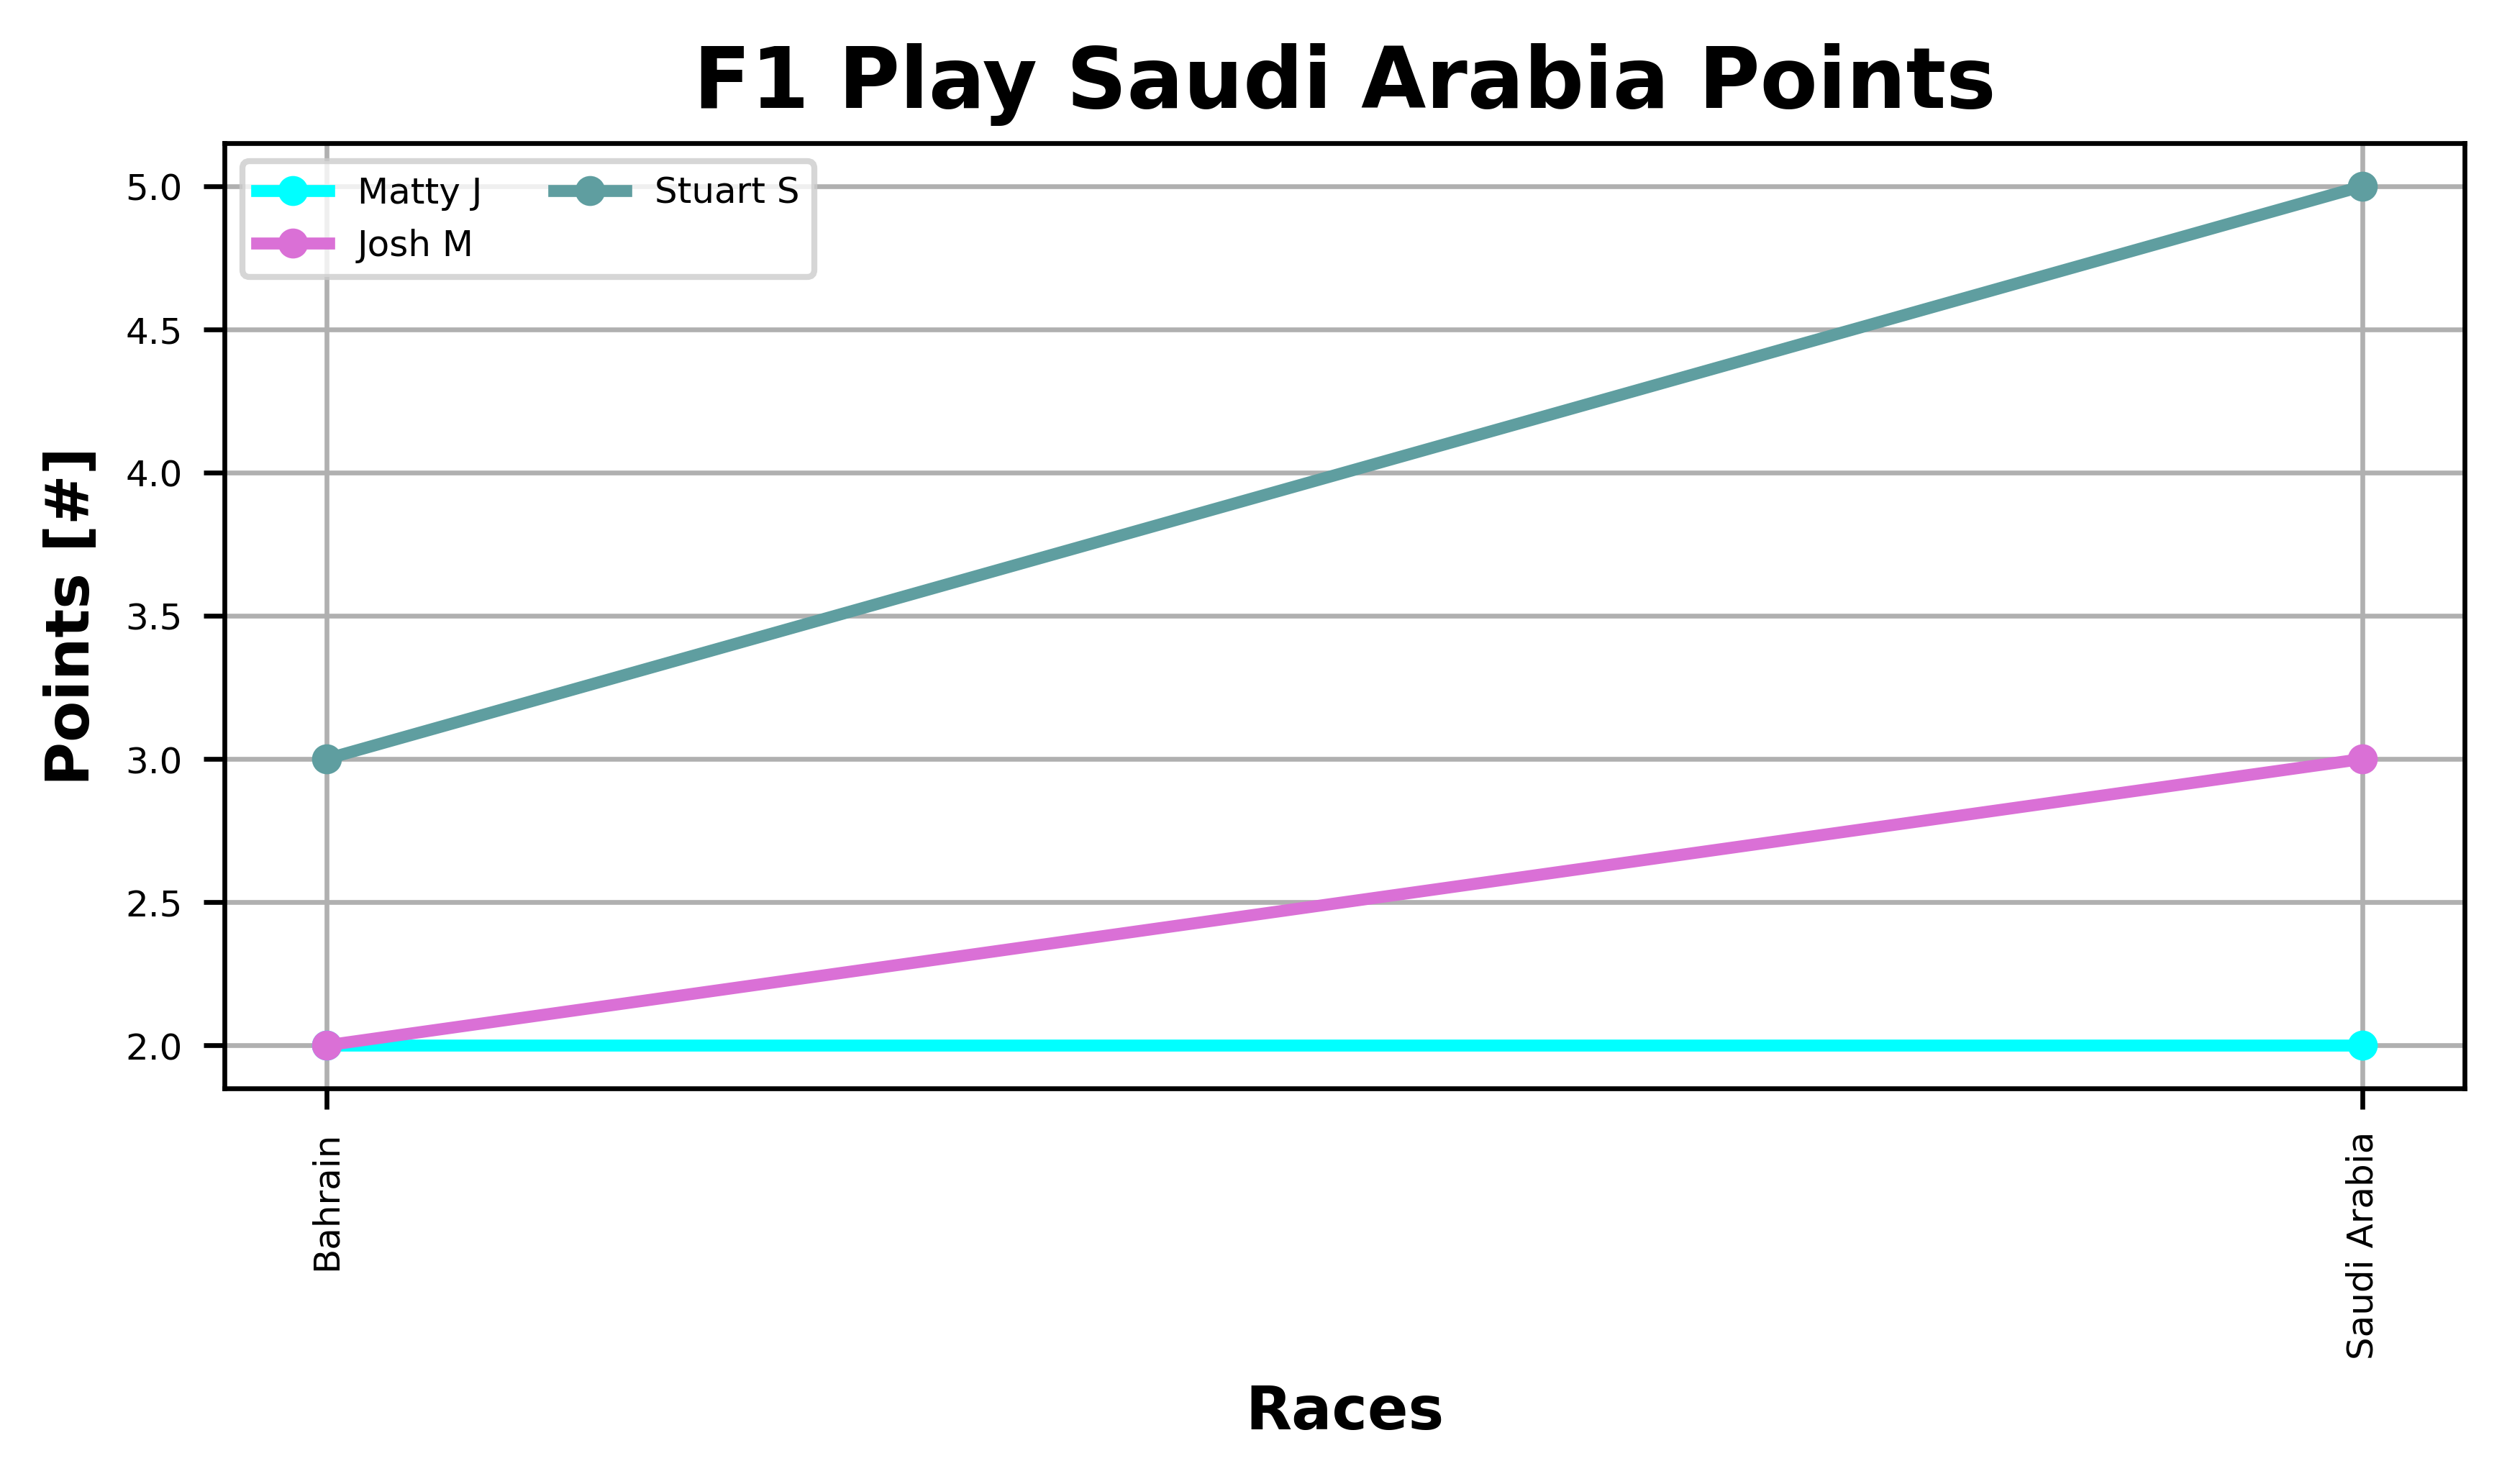 F1 Play Saudi Arabia Points
Matty J
Josh M
Stuart S
Points [#]
5.0
4.5
4.0
3.5
3.0
2.5
2.0
Bahrain
Saudi Arabia
Races